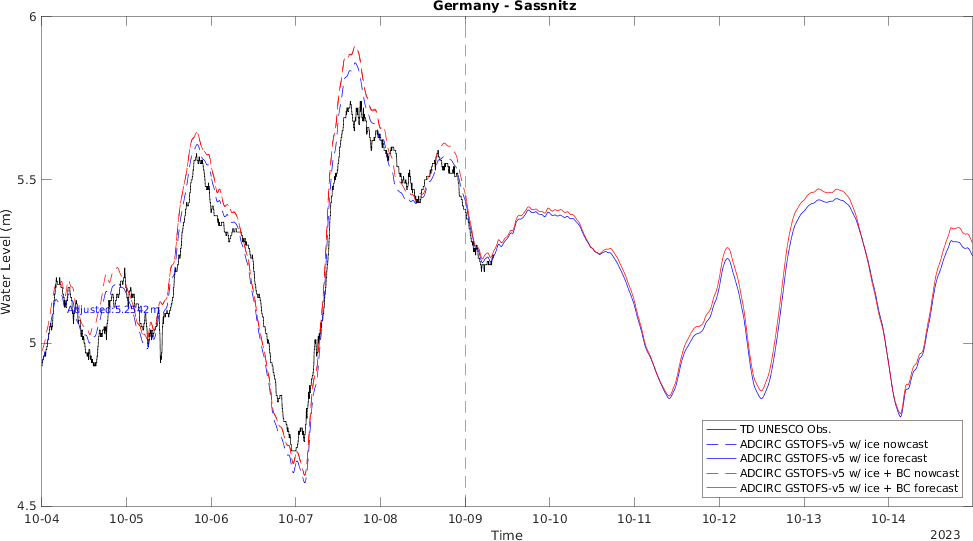 Germany - Sassnitz
6
5.5
5
4.5
Water Level (m)
Adjusted:5.2542m
TD UNESCO Obs.
ADCIRC GSTOFS-v5 w/ ice nowcast
ADCIRC GSTOFS-v5 w/ ice forecast
ADCIRC GSTOFS-v5 w/ ice + BC nowcast
ADCIRC GSTOFS-v5 w/ ice + BC forecast
10-04 10-05 10-06 10-07 10-08 10-09 10-10 10-11 10-12 10-13 10-14
Time
2023